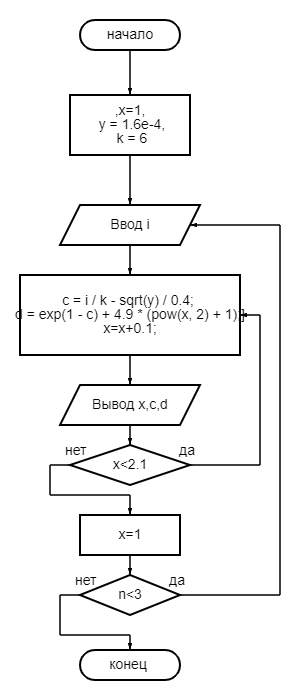 начало
,x=1,
y = 1.6e-4,
k = 6
Ввод i
c = i / k - sqrt(y) / 0.4;
d = exp(1 - c) + 4.9 * (pow(x, 2) + 1);]
x=x+0.1;
Вывод x,c,d
нет
да
x<2.1
x=1
нет
да
n<3
конец